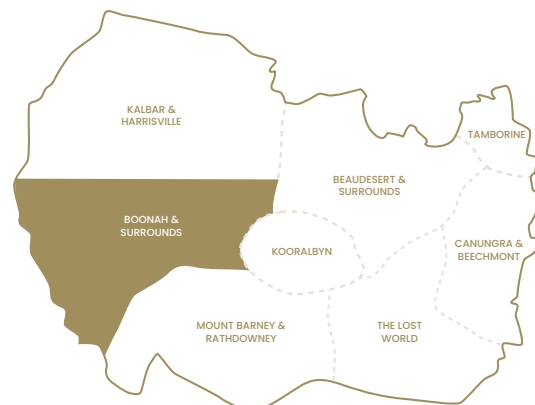 KALBAR &
HARRISVILLE
TAMBORINE
BEAUDESERT &
SURROUNDS
BOONAH &
SURROUNDS
KOORALBYN
CANUNGRA &
BEECHMONT
MOUNT BARNEY &
RATHDOWNEY
THE LOST
WORLD